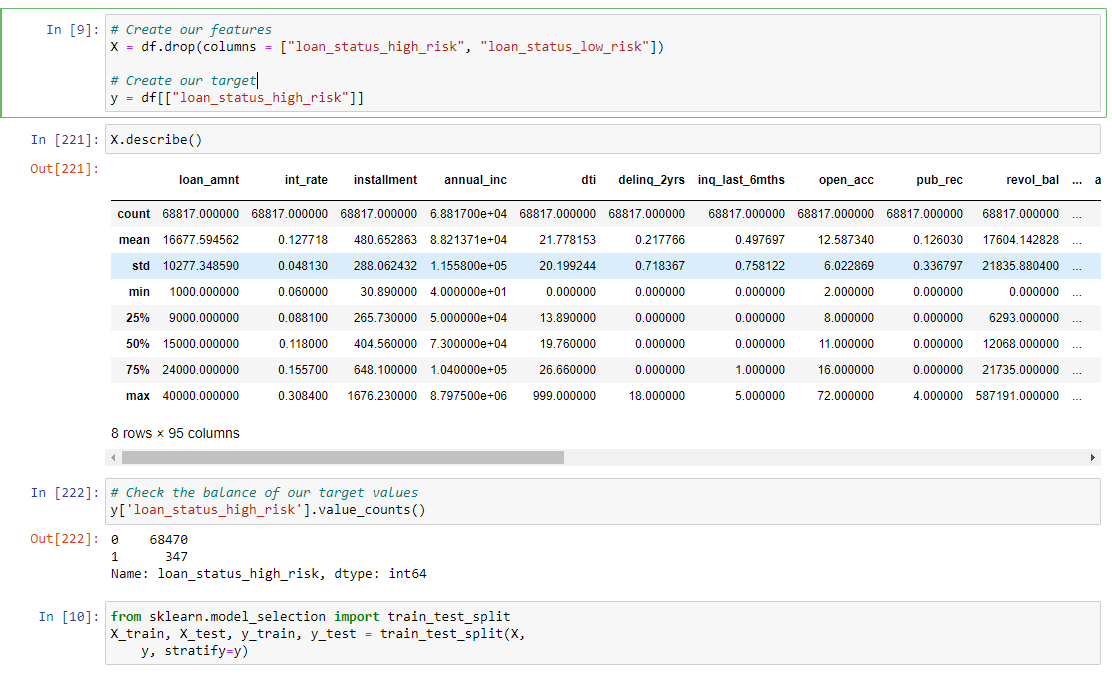 In [9]: # Create our features
X = df.drop(columns = ["loan_status_high_risk", "loan_status_low_risk"])
# Create our target
y = df[["loan_status_high_risk"]]
In [221]: X.describe()
Out[221]:
loan_amnt int_rate installment annual_inc dti delinq_2yrs inq_last_6mths open_acc pub_rec revol_bal ... a
count 68817.000000 68817.000000 68817.000000 6.881700e+04 68817.000000 68817.000000 68817.000000 68817.000000 68817.000000 68817.000000 ...
mean 16677.594562 0.127718 480.652863 8.821371e+04 21.778153 0.217766 0.497697 12.587340 0.126030 17604.142828 ...
std 10277.348590 0.048130 288.062432 1.155800e+05 20.199244 0.718367 0.758122 6.022869 0.336797 21835.880400 ...
min 1000.000000 0.060000 30.890000 4.000000e+01 0.000000 0.000000 0.000000 2.000000 0.000000 0.000000 ...
25% 9000.000000 0.088100 265.730000 5.000000e+04 13.890000 0.000000 0.000000 8.000000 0.000000 6293.000000 ...
50% 15000.000000 0.118000 404.560000 7.300000e+04 19.760000 0.000000 0.000000 11.000000 0.000000 12068.000000 ...
75% 24000.000000 0.155700 648.100000 1.040000e+05 26.660000 0.000000 1.000000 16.000000 0.000000 21735.000000 ...
max 40000.000000 0.308400 1676.230000 8.797500e+06 999.000000 18.000000 5.000000 72.000000 4.000000 587191.000000 ...
8 rows × 95 columns
In [222]: # Check the balance of our target values
y['loan_status_high_risk'].value_counts()
Out[222]: 0 68470
1 347
Name: loan_status_high_risk, dtype: int64
In [10]: from sklearn.model_selection import train_test_split
X_train, X_test, y_train, y_test = train_test_split(X,
y, stratify=y)